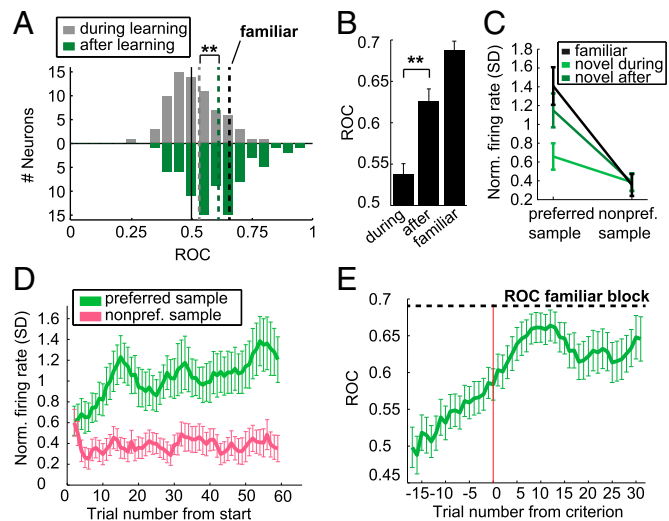 A
during learning
after learning
**
familiar
15
10
5
0
5
10
15
# Neurons
0
0.25
0.5
0.75
1
ROC
B
0.7
0.65
0.6
0.55
0.5
ROC
**
during
after
familiar
C
1.8
1.6
1.4
1.2
1
0.8
0.6
0.4
0.2
Norm. firing rate (SD)
familiar
novel during
novel after
preferred nonpref.
sample sample
D
preferred sample
nonpref. sample
1.6
1.4
1.2
1
0.8
0.6
0.4
0.2
0
Norm. firing rate (SD)
0 10 20 30 40 50 60
Trial number from start
E
ROC familiar block
0.7
0.65
0.6
0.55
0.5
0.45
ROC
-15 -10 -5 0 5 10 15 20 25 30
Trial number from criterion